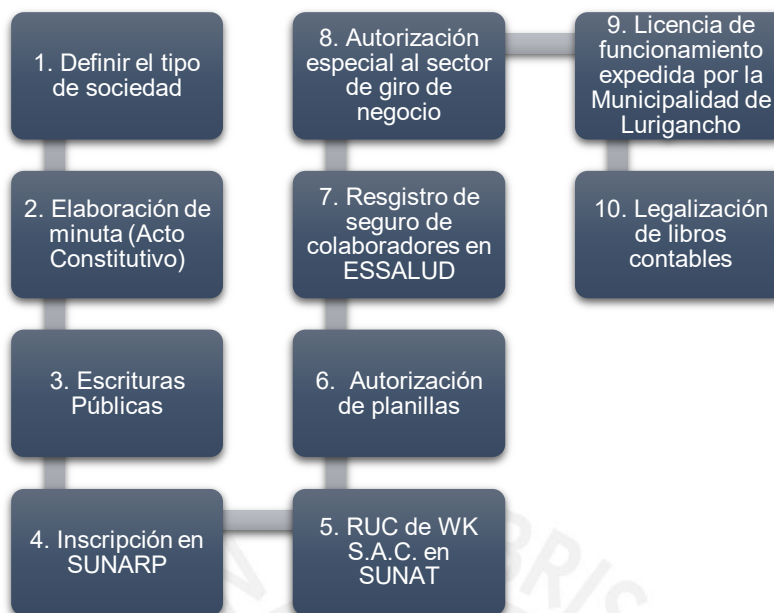 1. Definir el tipo
de sociedad
2. Elaboración de
minuta (Acto
Constitutivo)
3. Escrituras
Públicas
4. Inscripción en
SUNARP
5. RUC de WK
S.A.C. en
SUNAT
6. Autorización
de planillas
7. Resgistro de
seguro de
colaboradores en
ESSALUD
8. Autorización
especial al sector
de giro de
negocio
9. Licencia de
funcionamiento
expedida por la
Municipalidad de
Lurigancho
10. Legalización
de libros
contables